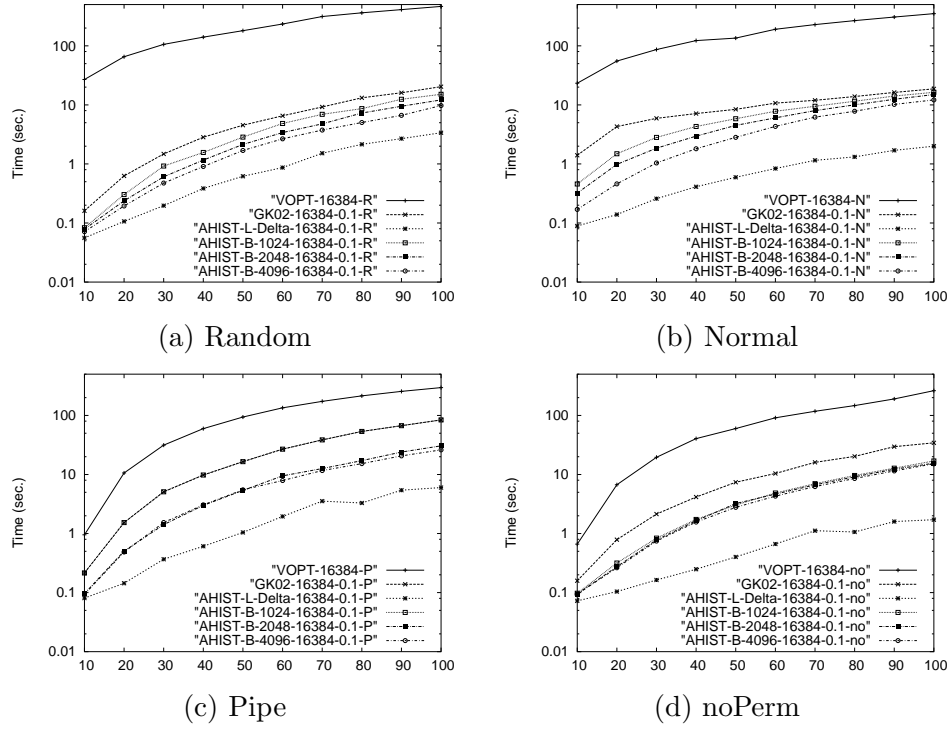 100
10
1
0.1
0.01
Time (sec.)
"VOPT-16384-R"
"GK02-16384-0.1-R"
"AHIST-L-Delta-16384-0.1-R"
"AHIST-B-1024-16384-0.1-R"
"AHIST-B-2048-16384-0.1-R"
"AHIST-B-4096-16384-0.1-R"
10 20 30 40 50 60 70 80 90 100
(a) Random
100
10
1
0.1
0.01
Time (sec.)
"VOPT-16384-N"
"GK02-16384-0.1-N"
"AHIST-L-Delta-16384-0.1-N"
"AHIST-B-1024-16384-0.1-N"
"AHIST-B-2048-16384-0.1-N"
"AHIST-B-4096-16384-0.1-N"
10 20 30 40 50 60 70 80 90 100
(b) Normal
100
10
1
0.1
0.01
Time (sec.)
"VOPT-16384-P"
"GK02-16384-0.1-P"
"AHIST-L-Delta-16384-0.1-P"
"AHIST-B-1024-16384-0.1-P"
"AHIST-B-2048-16384-0.1-P"
"AHIST-B-4096-16384-0.1-P"
10 20 30 40 50 60 70 80 90 100
(c) Pipe
100
10
1
0.1
0.01
Time (sec.)
"VOPT-16384-no"
"GK02-16384-0.1-no"
"AHIST-L-Delta-16384-0.1-no"
"AHIST-B-1024-16384-0.1-no"
"AHIST-B-2048-16384-0.1-no"
"AHIST-B-4096-16384-0.1-no"
10 20 30 40 50 60 70 80 90 100
(d) noPerm